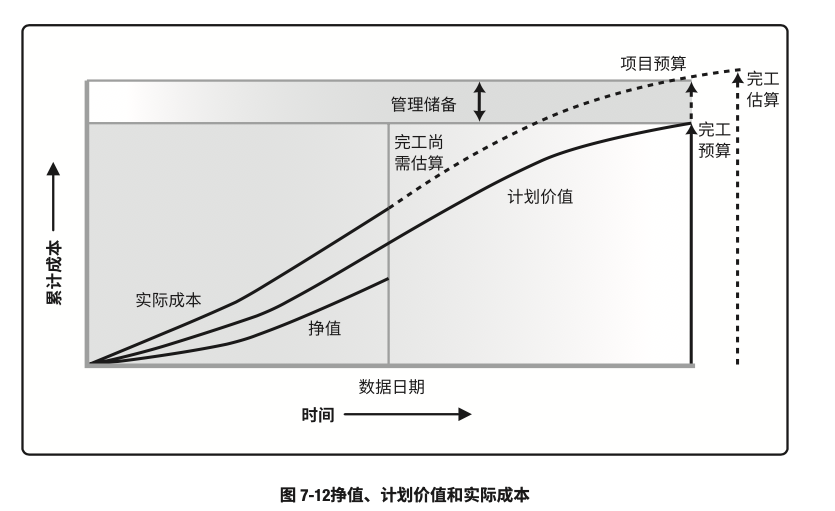 项目预算
完工
估算
管理储备
完工
预算
完工尚
需估算
计划价值
累计成本
实际成本
挣值
数据日期
时间
图 7-12挣值、计划价值和实际成本